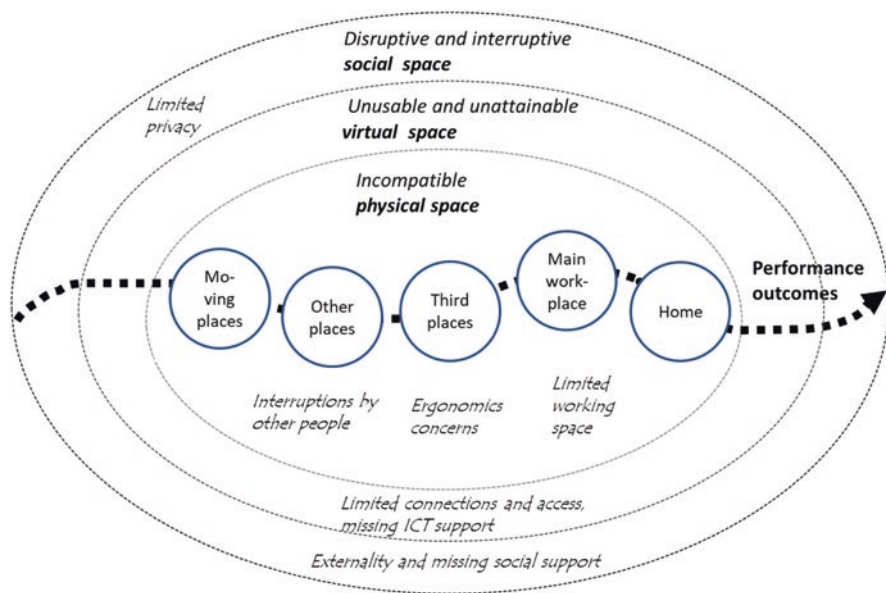 Disruptive and interruptive
social space
Limited
privacy
Unusable and unattainable
virtual space
Incompatible
physical space
Mo-
ving
places
Other
places
Third
places
Main
work-
place
Home
Performance
outcomes
Interruptions by
other people
Ergonomics
concerns
Limited
working
space
Limited connections and access,
missing ICT support
Externality and missing social support